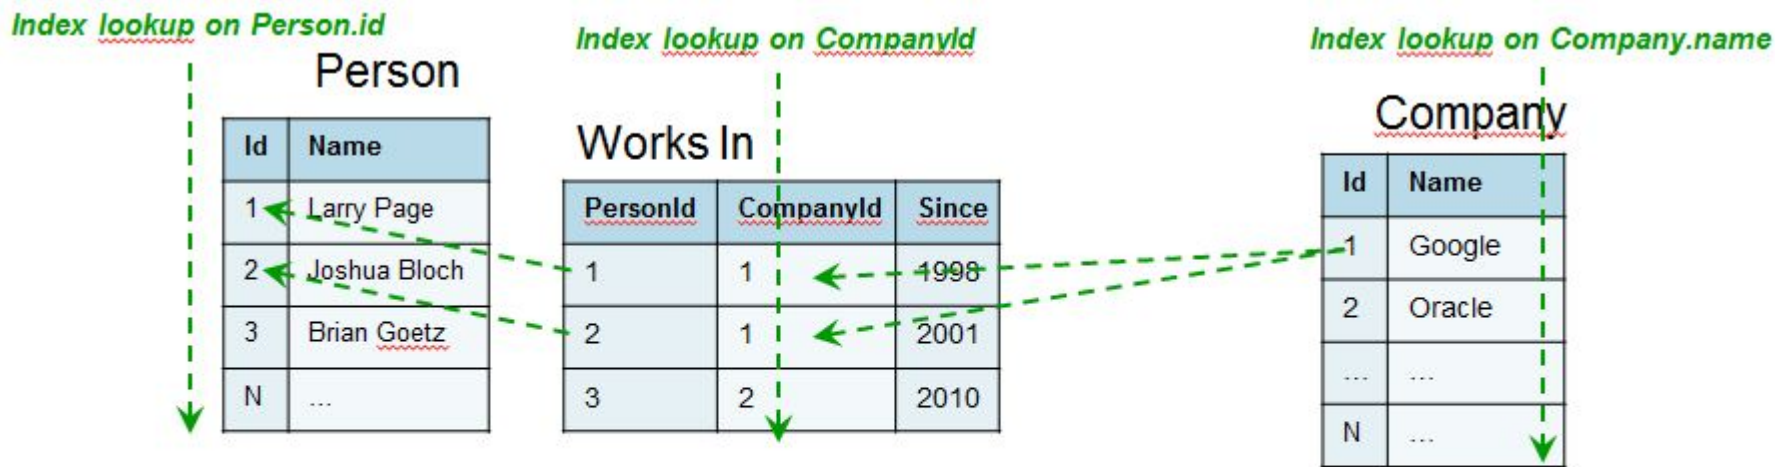 Index lookup on Person.id
Person
Id Name
1 Larry Page
2 Joshua Bloch
3 Brian Goetz
N ...
Index lookup on CompanyId
Works In
PersonId CompanyId Since
1 1 1998
2 1 2001
3 2 2010
Index lookup on Company.name
Company
Id Name
1 Google
2 Oracle
... ...
N ...